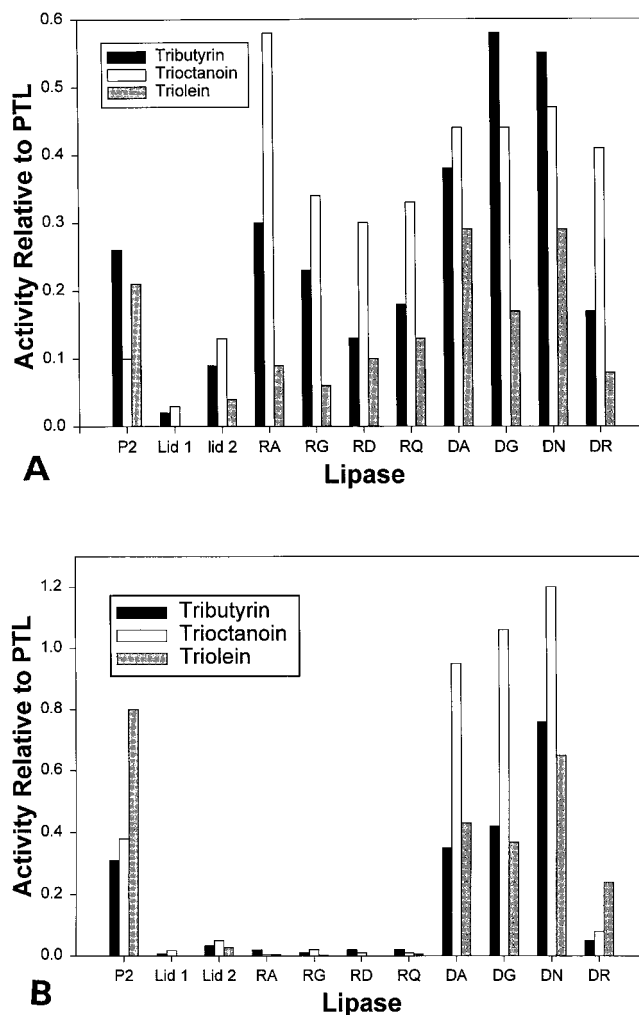 0.6
Tributyrin
Trioctanoin
Triolein
0.5
0.4
0.3
0.2
0.1
0.0
Activity Relative to PTL
P2 Lid 1 lid 2 RA RG RD RQ DA DG DN DR
Lipase
A
1.2
Tributyrin
Trioctanoin
Triolein
1.0
0.8
0.6
0.4
0.2
0.0
Activity Relative to PTL
P2 Lid 1 Lid 2 RA RG RD RQ DA DG DN DR
Lipase
B